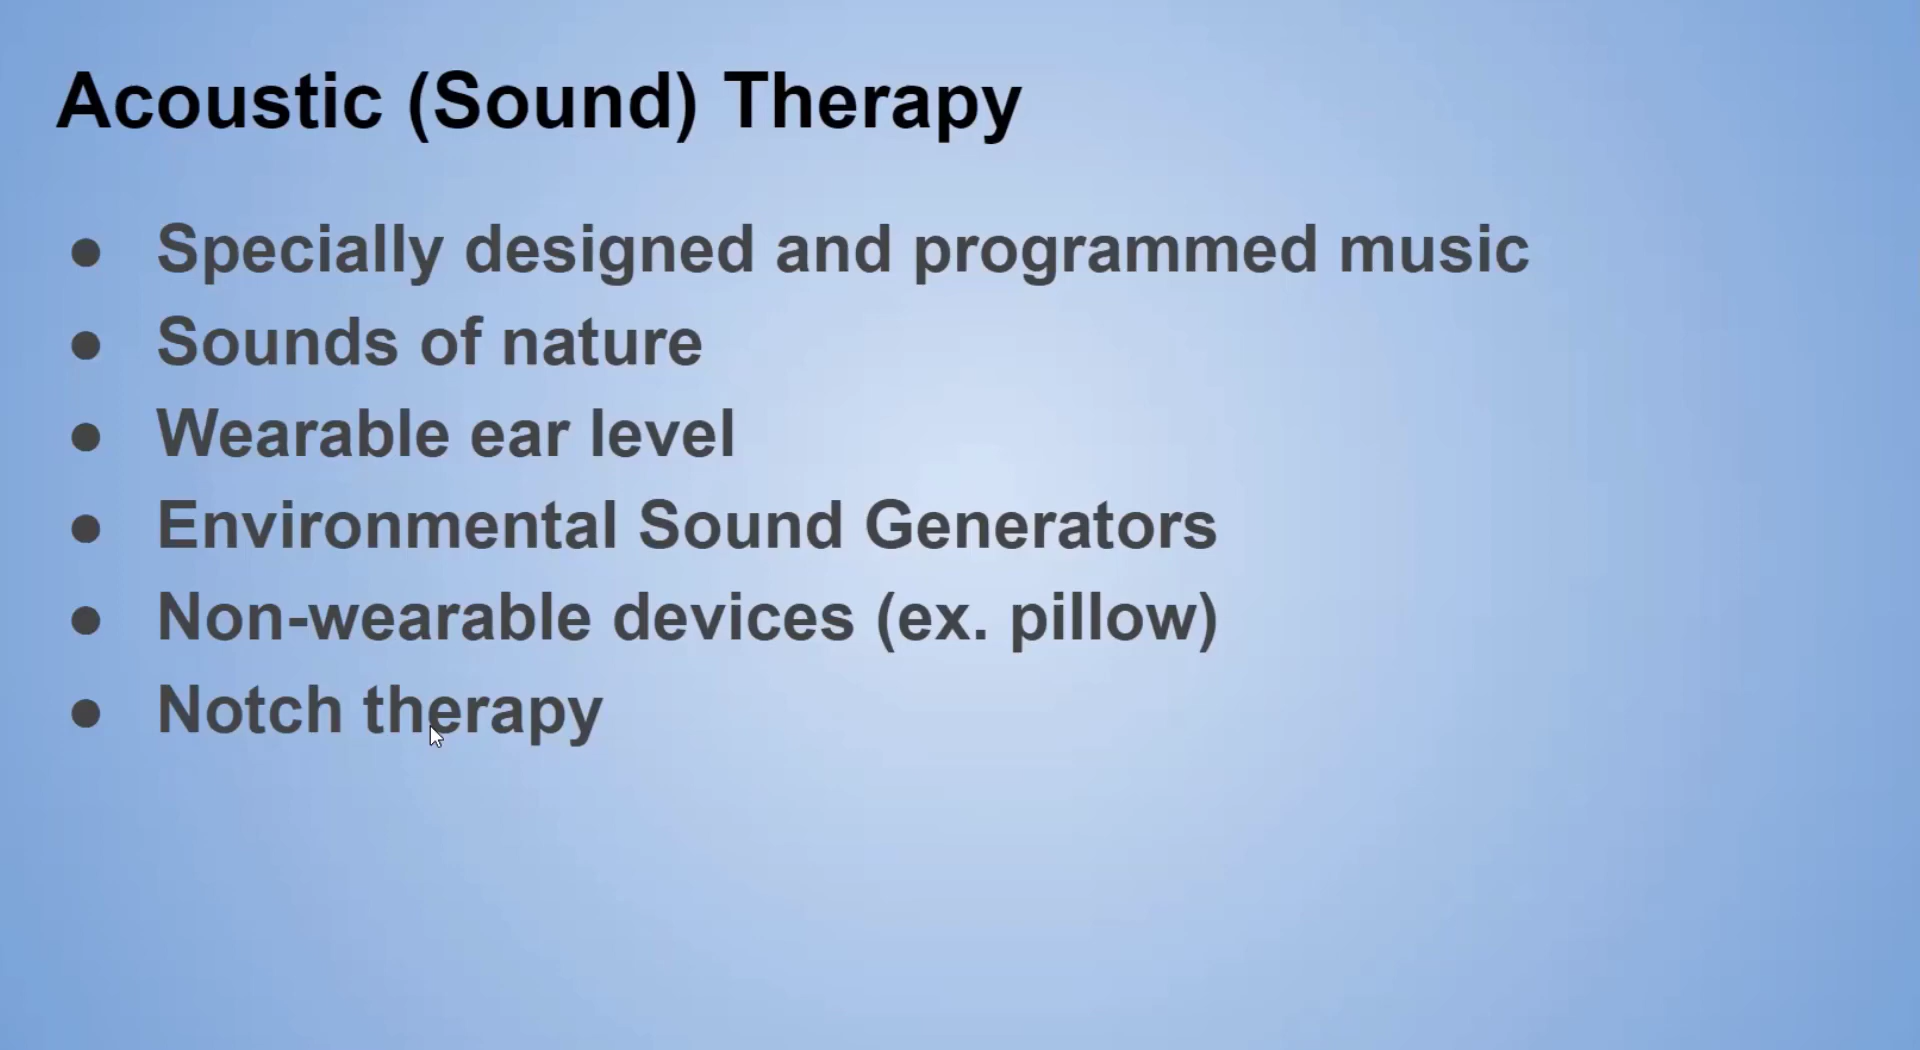 Acoustic (Sound) Therapy
● Specially designed and programmed music
● Sounds of nature
● Wearable ear level
● Environmental Sound Generators
● Non-wearable devices (ex. pillow)
● Notch therapy